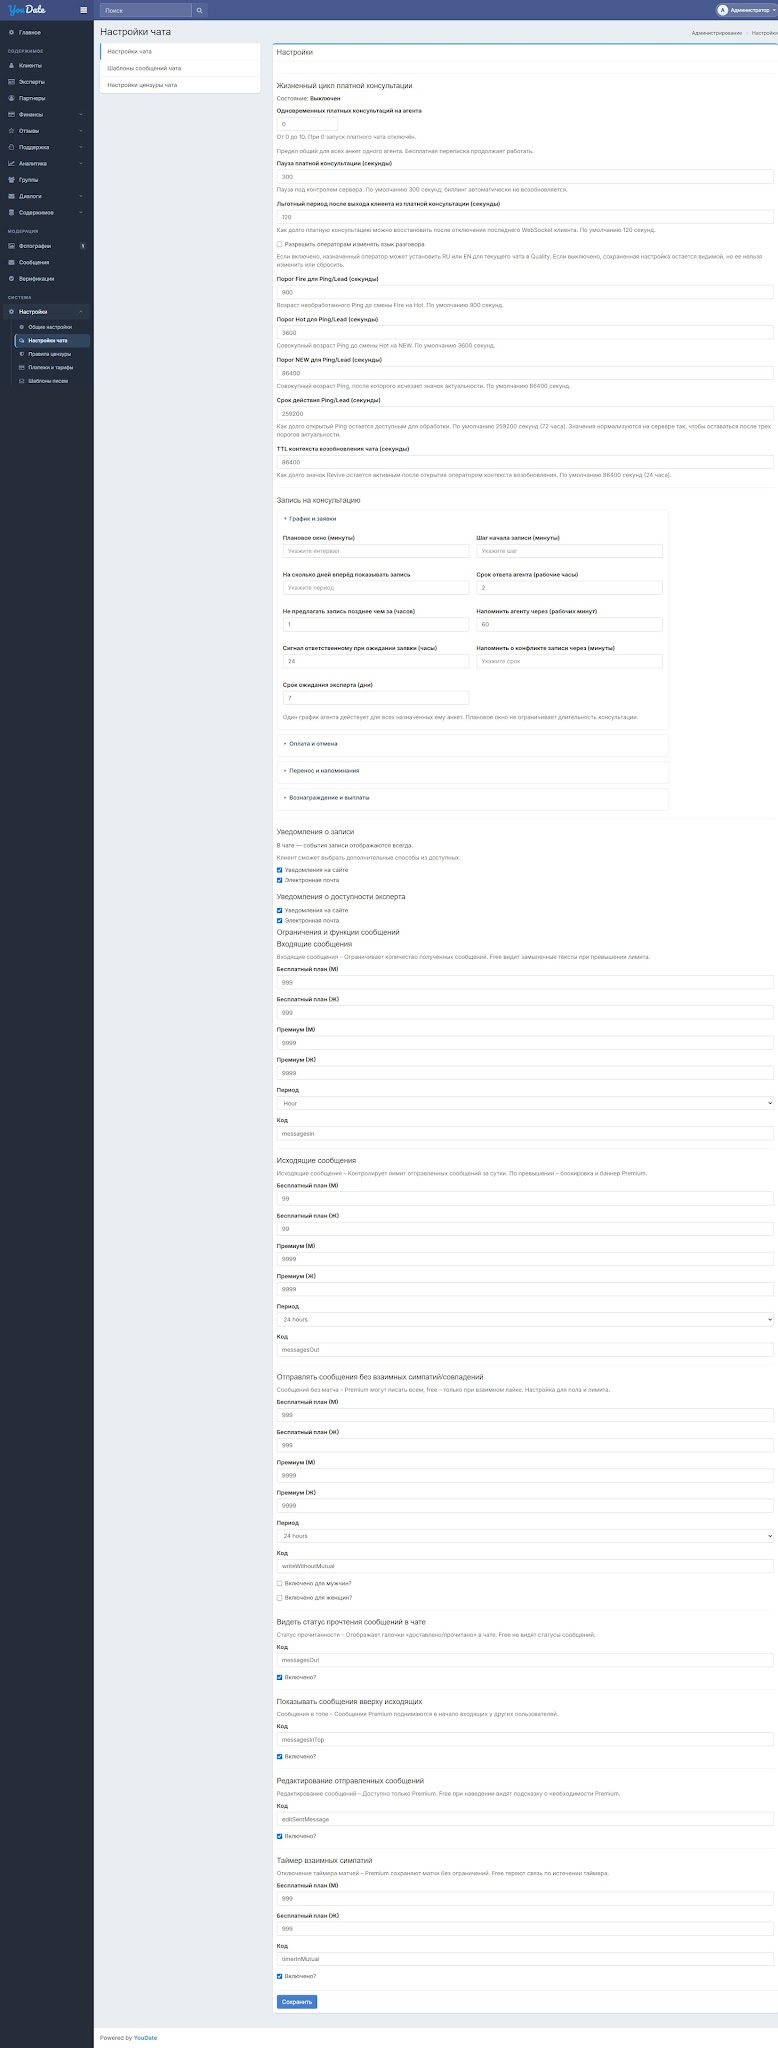 YouDate
Поиск
А Администратор
Главное
СОДЕРЖИМОЕ
Клиенты
Эксперты
Партнеры
Финансы
Отзывы
Поддержка
Аналитика
Группы
Диалоги
Содержимое
МОДЕРАЦИЯ
Фотографии
Сообщения
Верификации
СИСТЕМА
Настройки
Общие настройки
Настройки чата
Правила цензуры
Платежи и тарифы
Шаблоны писем
Настройки чата
Администрирование
Настройки
Настройки чата
Шаблоны сообщений чата
Настройки цензуры чата
Настройки
Жизненный цикл платной консультации
Состояние: Выключен
Одновременных платных консультаций на агента
0
От 0 до 10. При 0 запуск платного чата отключён.
Предел общий для всех анкет одного агента. Бесплатная переписка продолжает работать.
Пауза платной консультации (секунды)
300
Пауза под контролем сервера. По умолчанию 300 секунд; биллинг автоматически не возобновляется.
Льготный период после выхода клиента из платной консультации (секунды)
120
Как долго платную консультацию можно восстановить после отключения последнего WebSocket клиента. По умолчанию 120 секунд.
Разрешить операторам изменять язык разговора
Если включено, назначенный оператор может установить RU или EN для текущего чата в Quality. Если выключено, сохраненная настройка остается видимой, но ее нельзя
изменить или сбросить.
Порог Fire для Ping/Lead (секунды)
900
Возраст необработанного Ping до смены Fire на Hot. По умолчанию 900 секунд.
Порог Hot для Ping/Lead (секунды)
3600
Совокупный возраст Ping до смены Hot на NEW. По умолчанию 3600 секунд.
Порог NEW для Ping/Lead (секунды)
86400
Совокупный возраст Ping, после которого исчезает значок актуальности. По умолчанию 86400 секунд.
Срок действия Ping/Lead (секунды)
259200
Как долго открытый Ping остается доступным для обработки. По умолчанию 259200 секунд (72 часа). Значения нормализуются на сервере так, чтобы оставаться после трех
порогов актуальности.
TTL контекста возобновления чата (секунды)
86400
Как долго значок Revive остается активным после открытия оператором контекста возобновления. По умолчанию 86400 секунд (24 часа).
Запись на консультацию
График и заявки
Плановое окно (минуты)
Шаг начала записи (минуты)
Укажите интервал
Укажите шаг
На сколько дней вперёд показывать запись
Срок ответа агента (рабочие часы)
Укажите период
2
Не предлагать запись позднее чем за (часов)
Напомнить агенту через (рабочих минут)
1
60
Сигнал ответственному при ожидании заявки (часы)
Напомнить о конфликте записи через (минуты)
24
Укажите срок
Срок ожидания эксперта (дни)
7
Один график агента действует для всех назначенных ему анкет. Плановое окно не ограничивает длительность консультации.
Оплата и отмена
Перенос и напоминания
Вознаграждение и выплаты
Уведомления о записи
В чате — события записи отображаются всегда.
Клиент сможет выбрать дополнительные способы из доступных.
Уведомления на сайте
Электронная почта
Уведомления о доступности эксперта
Уведомления на сайте
Электронная почта
Ограничения и функции сообщений
Входящие сообщения
Входящие сообщения – Ограничивает количество полученных сообщений. Free видит замыленные тексты при превышении лимита.
Бесплатный план (М)
999
Бесплатный план (Ж)
999
Премиум (М)
9999
Премиум (Ж)
9999
Период
Hour
Код
messagesIn
Исходящие сообщения
Исходящие сообщения – Контролирует лимит отправленных сообщений за сутки. По превышении – блокировка и баннер Premium.
Бесплатный план (М)
99
Бесплатный план (Ж)
99
Премиум (М)
9999
Премиум (Ж)
9999
Период
24 hours
Код
messagesOut
Отправлять сообщения без взаимных симпатий/совпадений
Сообщения без матча – Premium могут писать всем, free – только при взаимном лайке. Настройка для пола и лимита.
Бесплатный план (М)
999
Бесплатный план (Ж)
999
Премиум (М)
9999
Премиум (Ж)
9999
Период
24 hours
Код
writeWithoutMutual
Включено для мужчин?
Включено для женщин?
Видеть статус прочтения сообщений в чате
Статус прочитанности – Отображает галочки «доставлено/прочитано» в чате. Free не видят статусы сообщений.
Код
messagesOut
Включено?
Показывать сообщения вверху исходящих
Сообщения в топе – Сообщение Premium поднимаются в начало входящих у других пользователей.
Код
messagesInTop
Включено?
Редактирование отправленных сообщений
Редактирование сообщений – Доступно только Premium. Free при наведении видят подсказку о необходимости Premium.
Код
editSentMessage
Включено?
Таймер взаимных симпатий
Отключение таймера матчей – Premium сохраняют матчи без ограничений. Free теряют связь по истечении таймера.
Бесплатный план (М)
999
Бесплатный план (Ж)
999
Код
timerInMutual
Включено?
Сохранить
Powered by YouDate